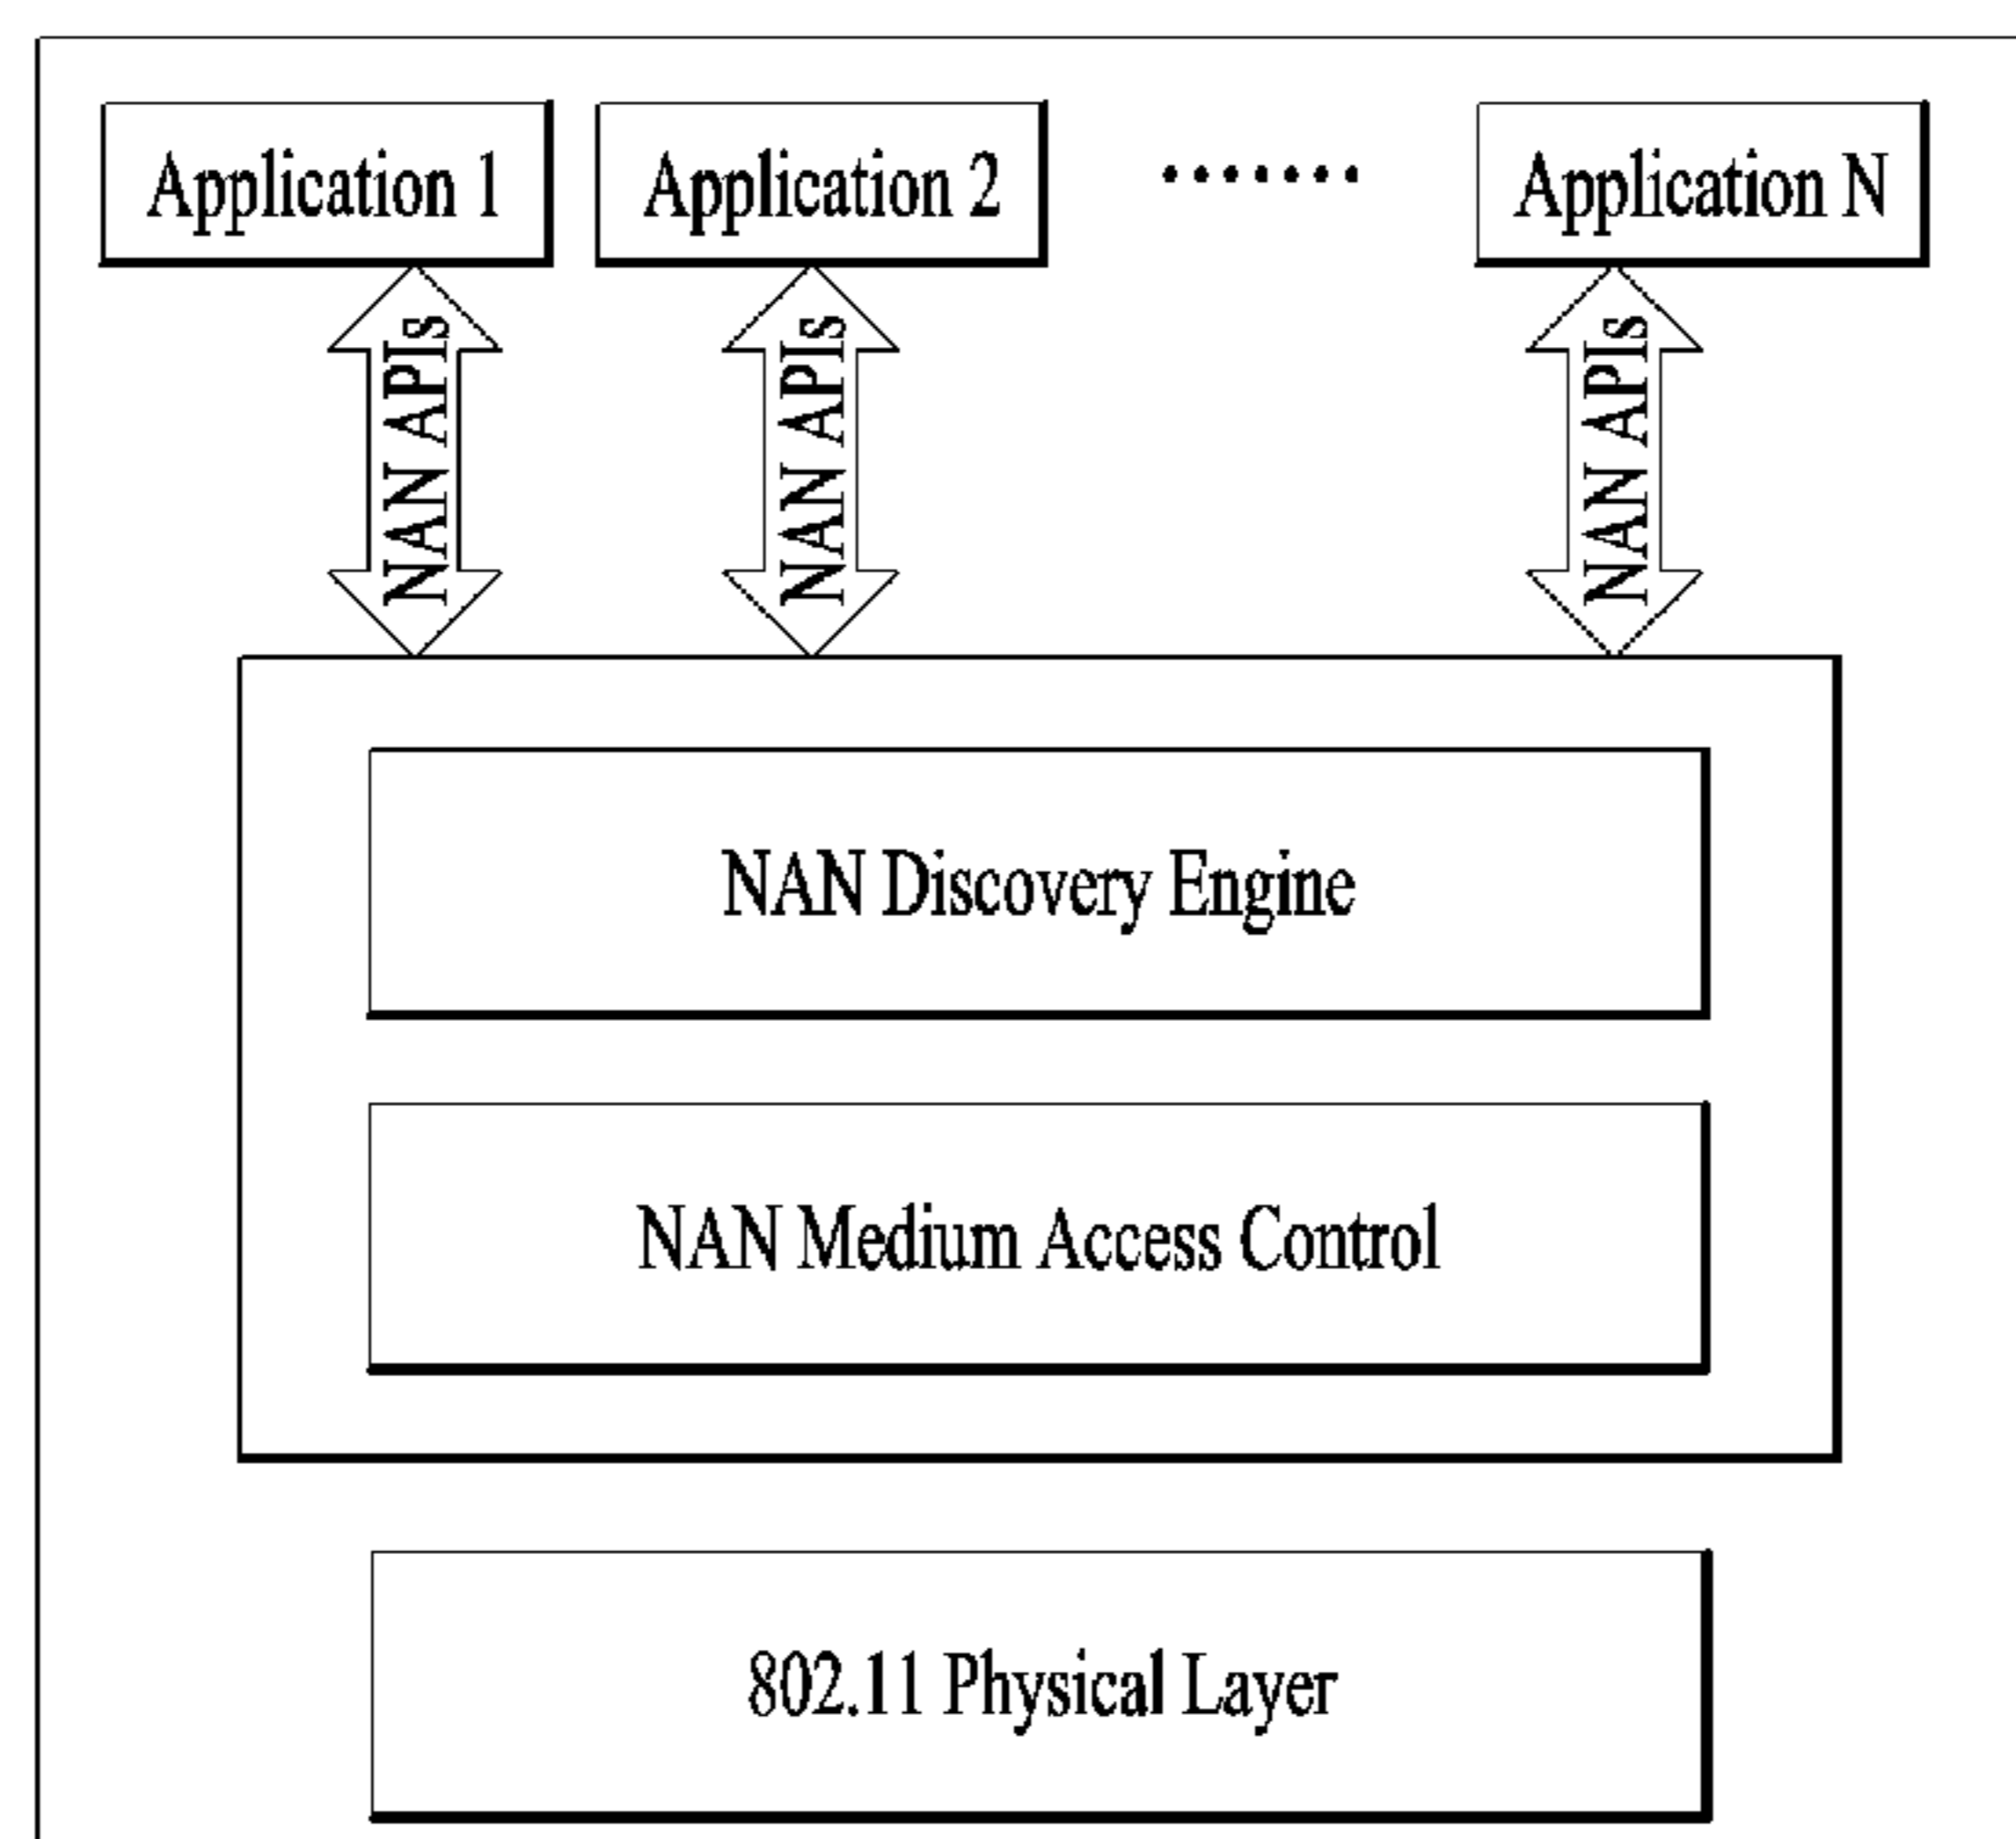 Application 1
Application 2
.......
Application N
NAN APIs
NAN APIs
NAN APIs
NAN Discovery Engine
NAN Medium Access Control
802.11 Physical Layer